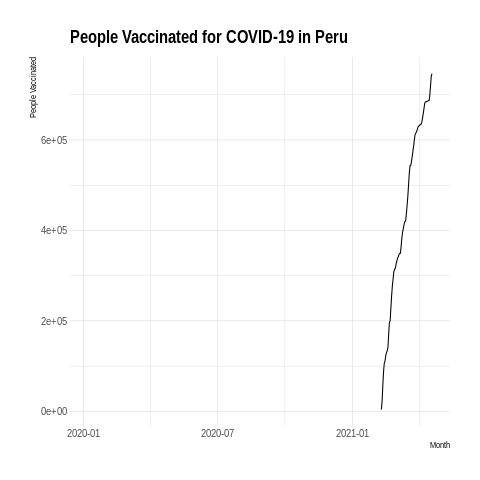 People Vaccinated for COVID-19 in Peru
People Vaccinated
6e+05
4e+05
2e+05
0e+00
2020-01
2020-07
2021-01
Month